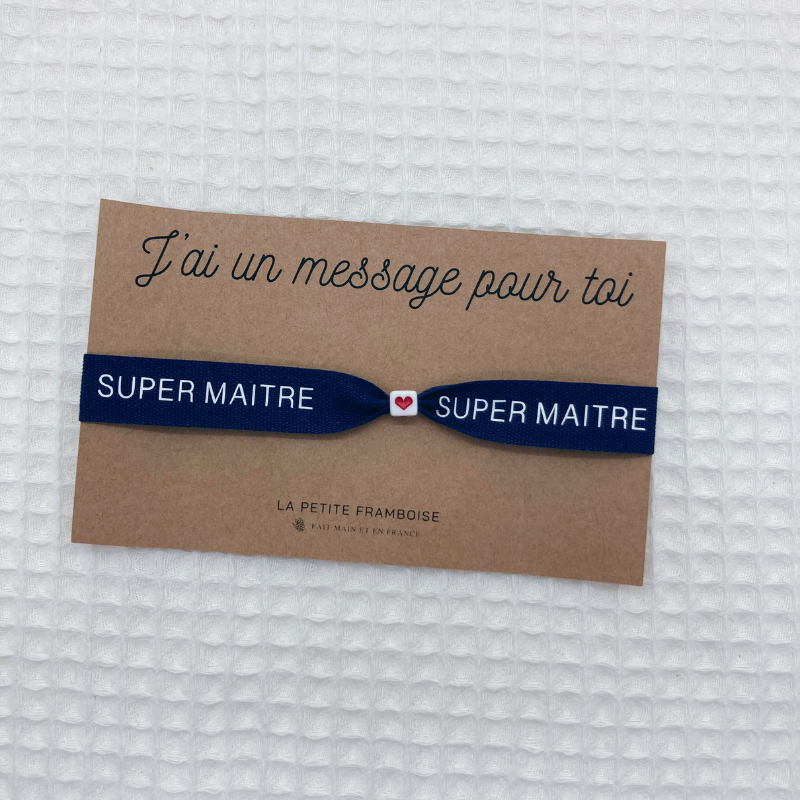 J'ai un message pour toi
SUPER MAITRE SUPER MAITRE
LA PETITE FRAMBOISE
FAIT MAIN ET EN FRANCE